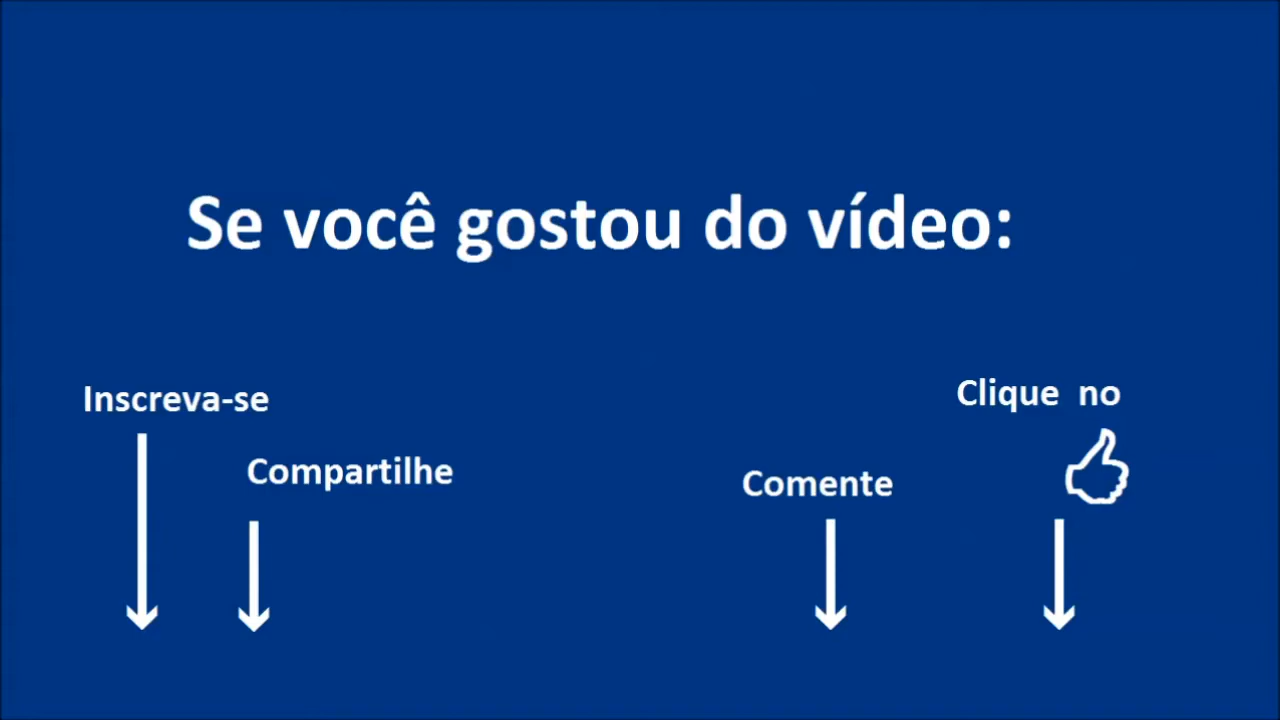 Se você gostou do vídeo:
Inscreva-se
Compartilhe
Comente
Clique no